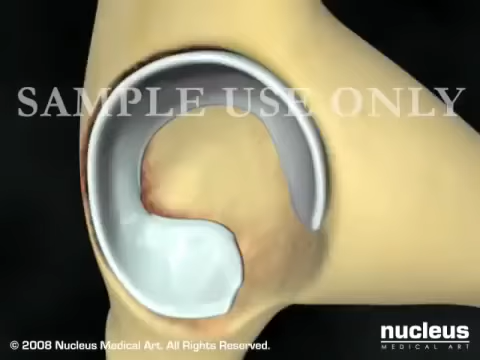 SAMPLE USE ONLY
© 2008 Nucleus Medical Art. All Rights Reserved.
nucleus
MEDICAL ART